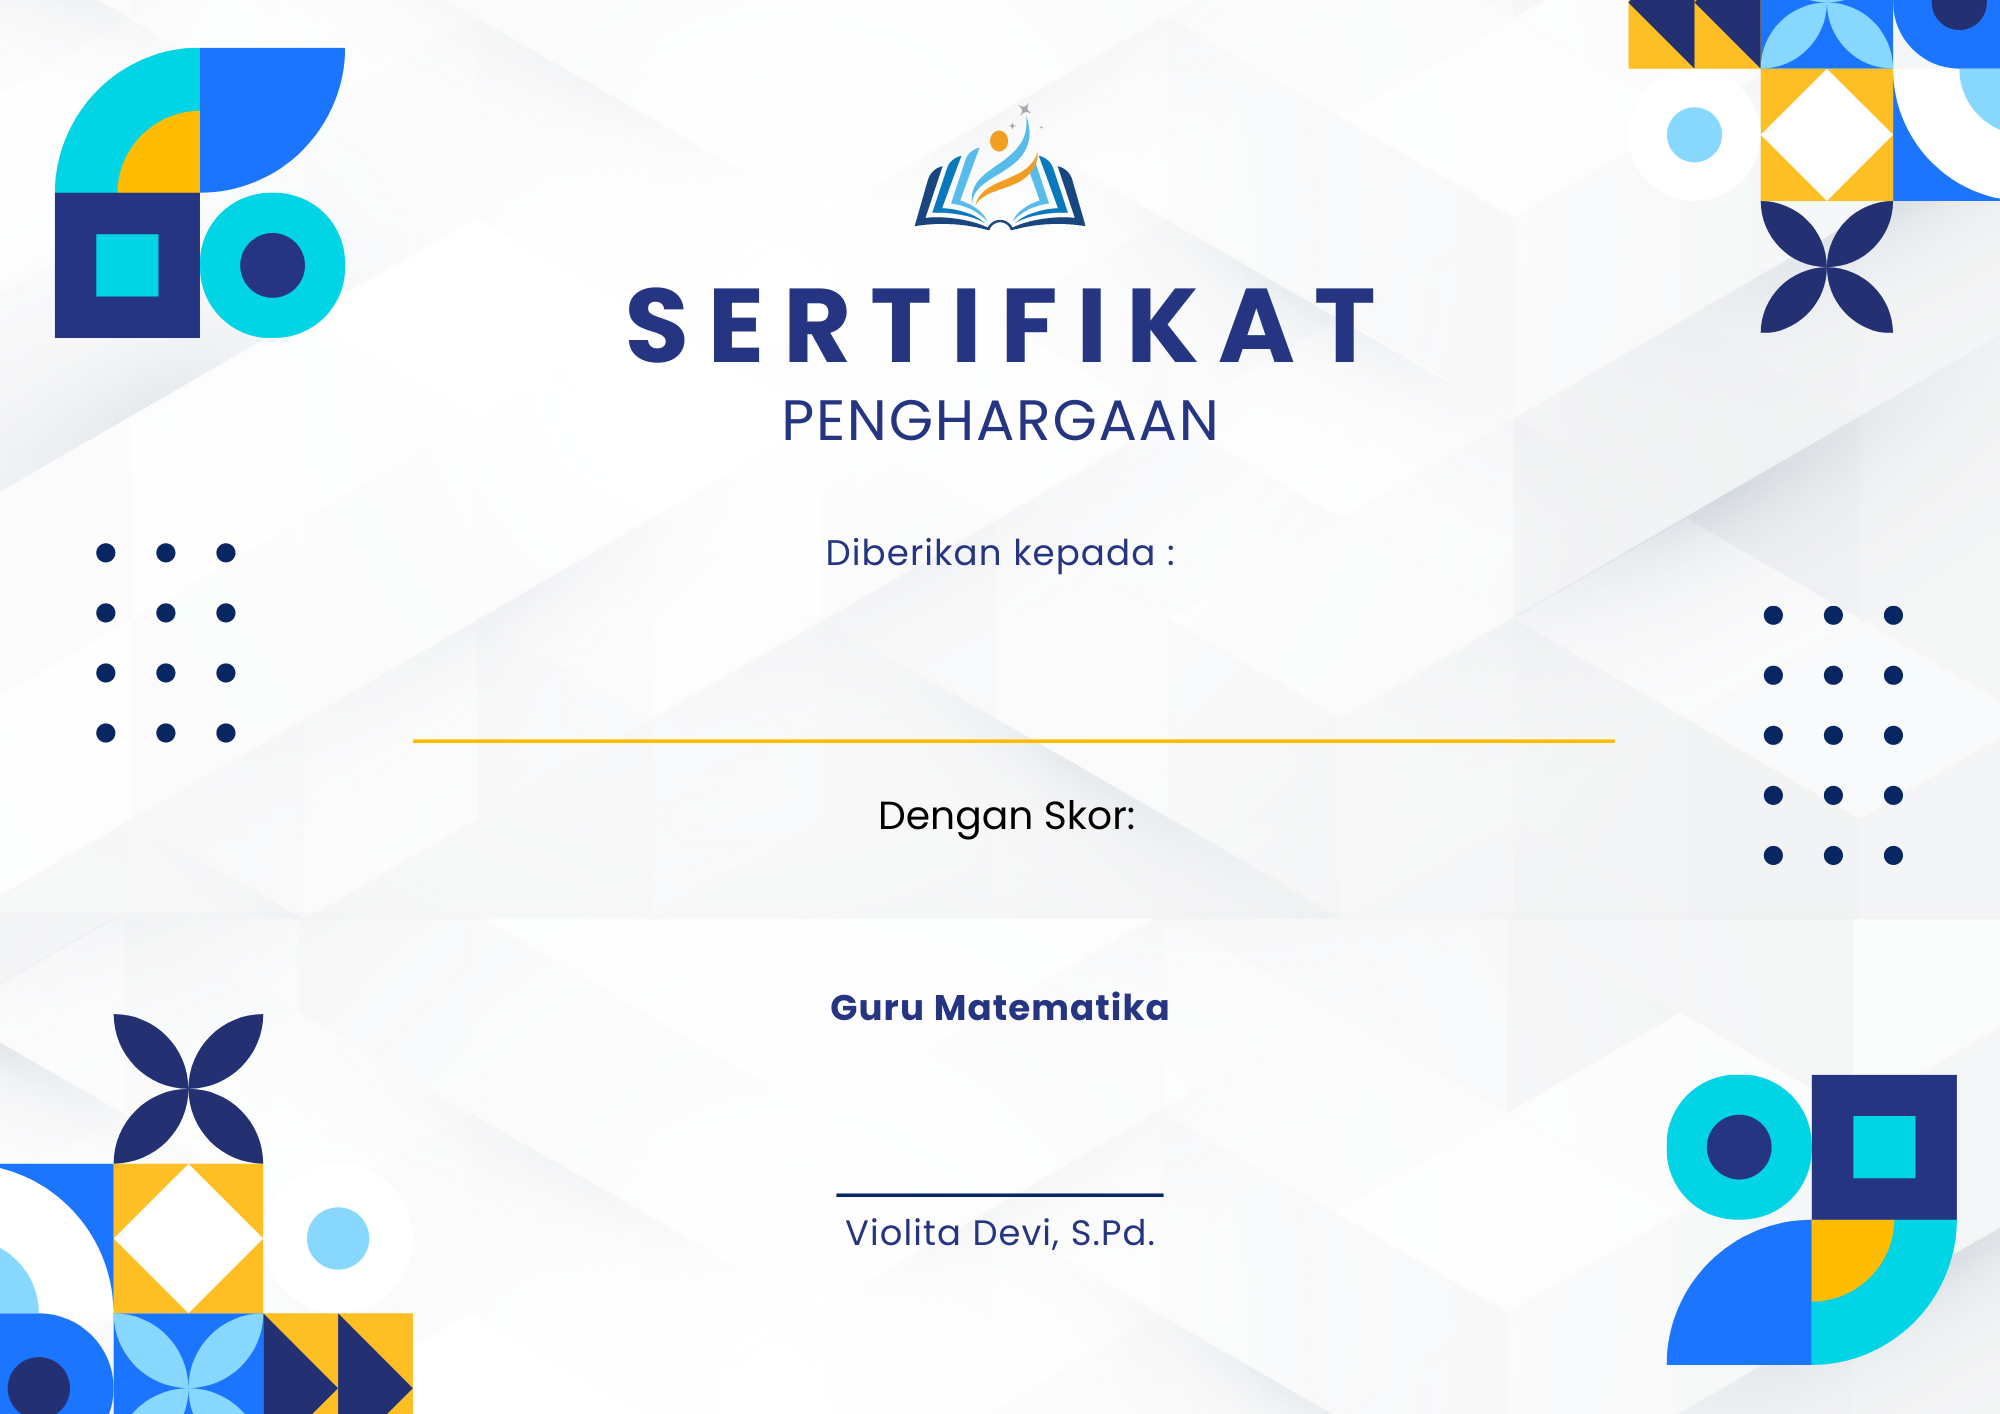 SERTIFIKAT
PENGHARGAAN
Diberikan kepada :
Dengan Skor:
Guru Matematika
Violita Devi, S.Pd.